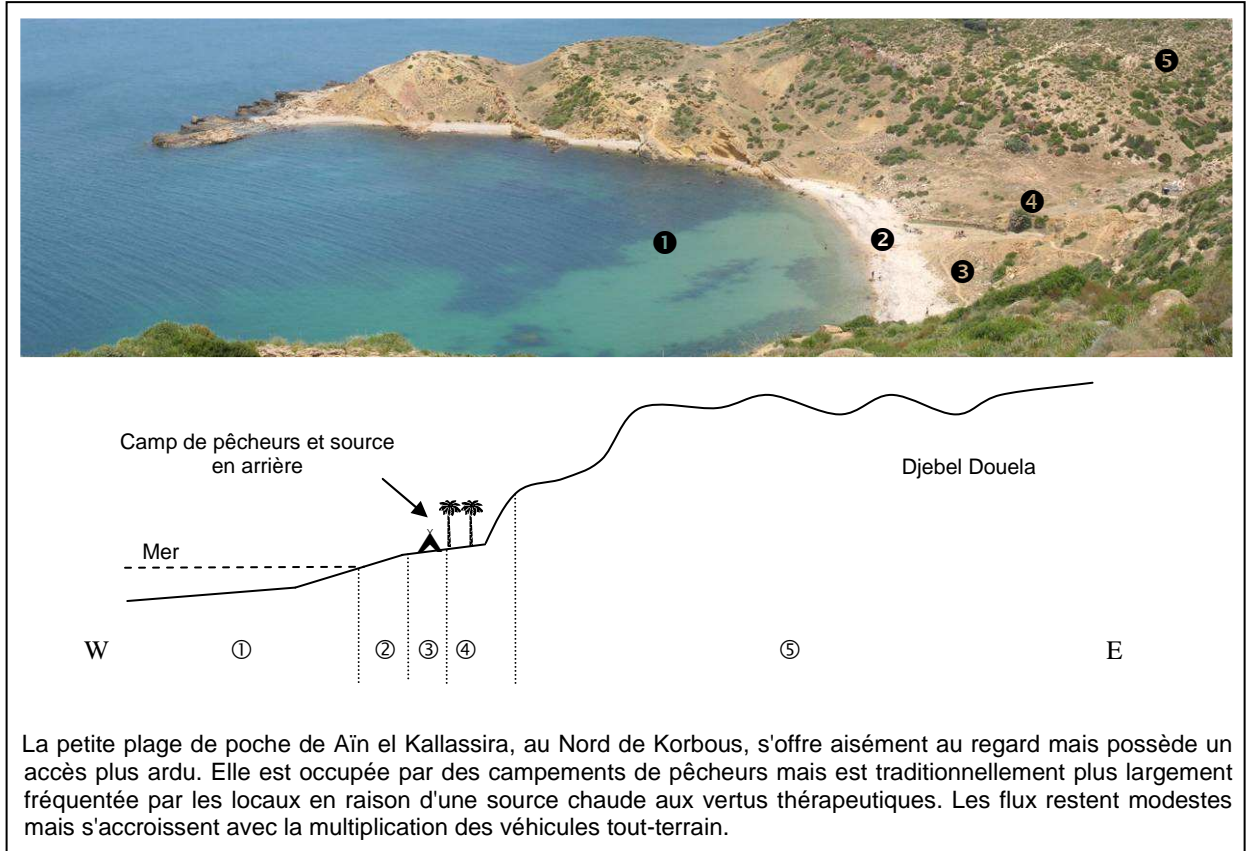 ❶
❷
❸
❹
❺
Camp de pêcheurs et source
en arrière
Djebel Douela
Mer
W ① ② ③ ④ ⑤ E
La petite plage de poche de Aïn el Kallassira, au Nord de Korbous, s'offre aisément au regard mais possède un
accès plus ardu. Elle est occupée par des campements de pêcheurs mais est traditionnellement plus largement
fréquentée par les locaux en raison d'une source chaude aux vertus thérapeutiques. Les flux restent modestes
mais s'accroissent avec la multiplication des véhicules tout-terrain.